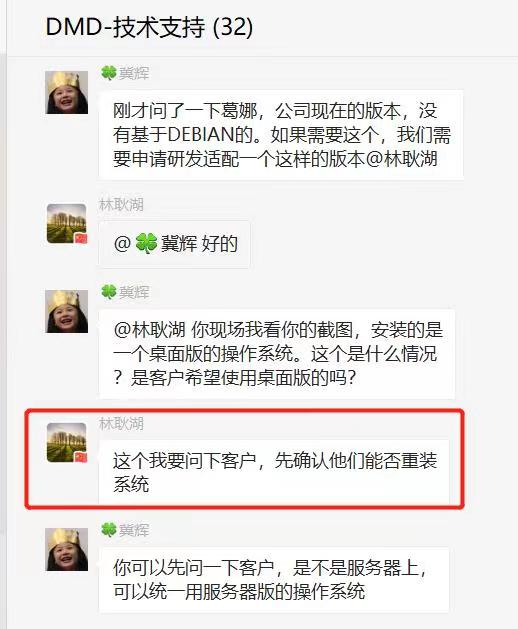 DMD-技术支持 (32)
🍀冀辉
刚才问了一下葛娜，公司现在的版本，没
有基于DEBIAN的。如果需要这个，我们需
要申请研发适配一个这样的版本@林耿湖
林耿湖
@🍀冀辉 好的
🍀冀辉
@林耿湖 你现场我看你的截图，安装的是
一个桌面版的操作系统。这个是什么情况
？是客户希望使用桌面版的吗？
林耿湖
这个我要问下客户，先确认他们能否重装
系统
🍀冀辉
你可以先问一下客户，是不是服务器上，
可以统一用服务器版的操作系统